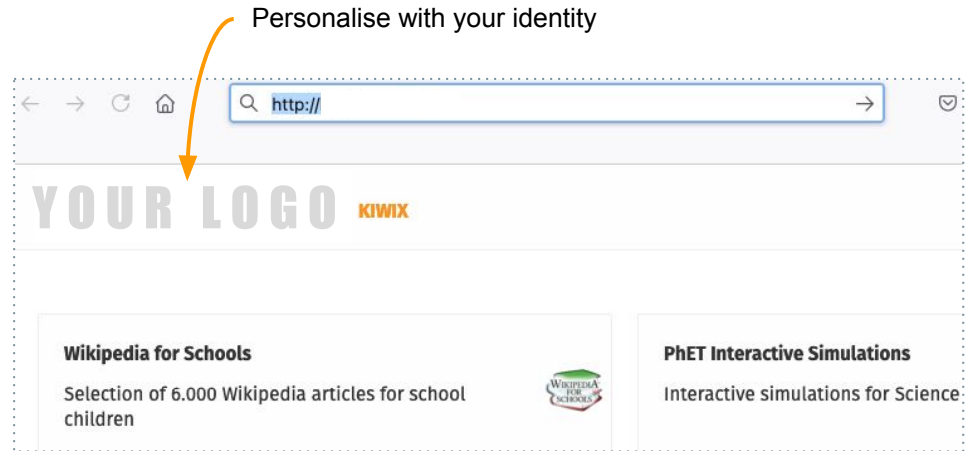 Personalise with your identity
http://
YOUR LOGO KIWIX
Wikipedia for Schools
Selection of 6.000 Wikipedia articles for school
children
WIKIPEDIA
FOR
SCHOOLS
PhET Interactive Simulations
Interactive simulations for Science